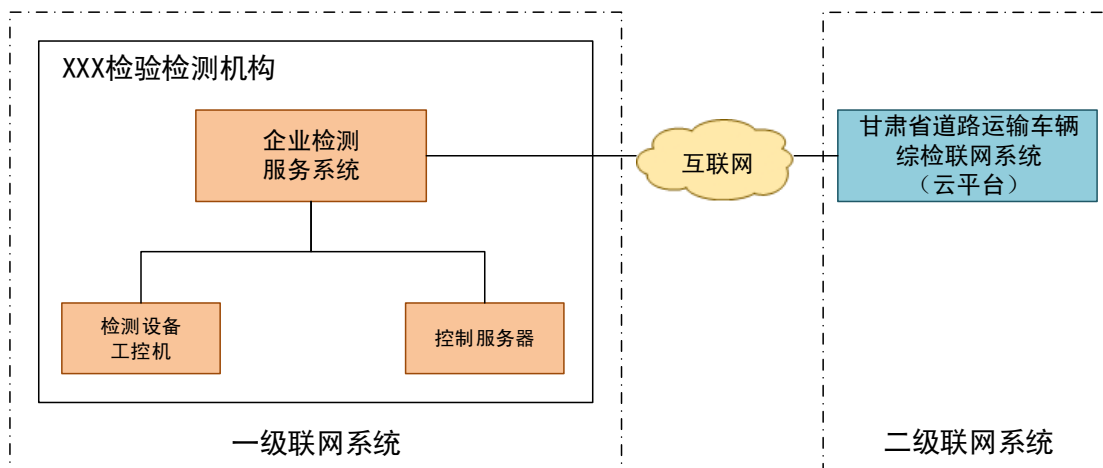 XXX检验检测机构
企业检测
服务系统
互联网
甘肃省道路运输车辆
综检联网系统
（云平台）
检测设备
工控机
控制服务器
一级联网系统
二级联网系统